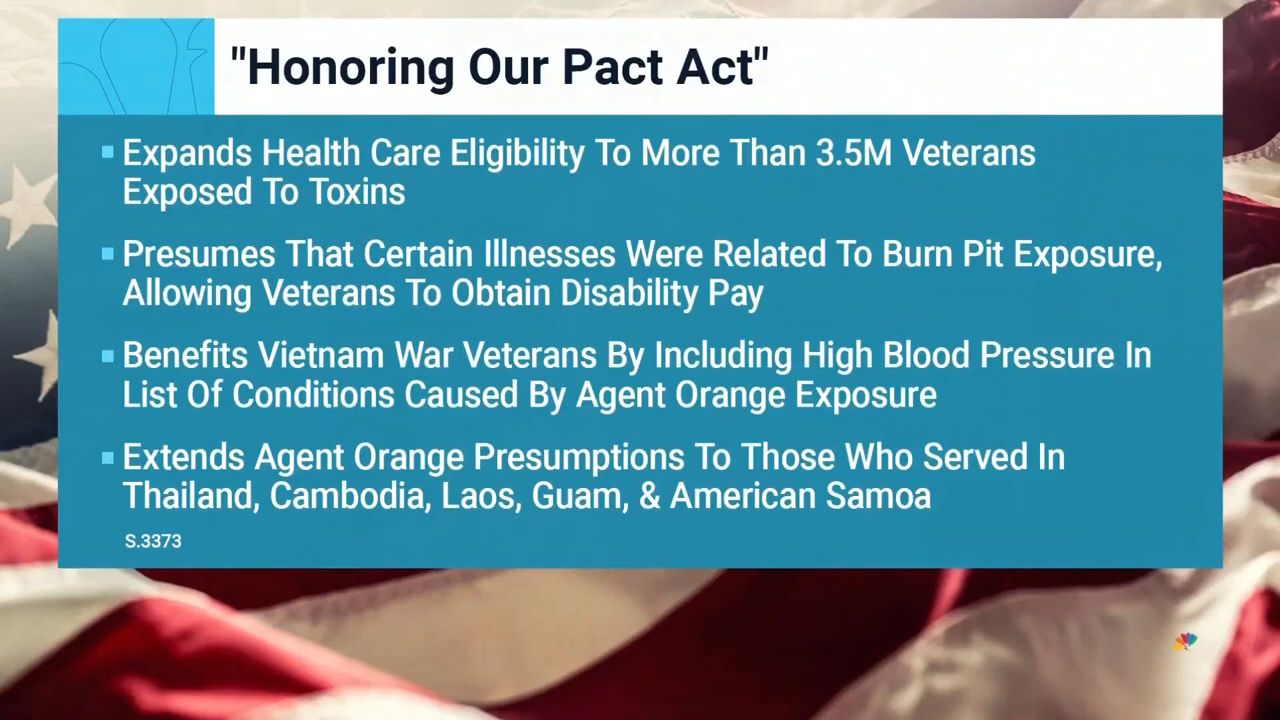 "Honoring Our Pact Act"
Expands Health Care Eligibility To More Than 3.5M Veterans
Exposed To Toxins
Presumes That Certain Illnesses Were Related To Burn Pit Exposure,
Allowing Veterans To Obtain Disability Pay
Benefits Vietnam War Veterans By Including High Blood Pressure In
List Of Conditions Caused By Agent Orange Exposure
Extends Agent Orange Presumptions To Those Who Served In
Thailand, Cambodia, Laos, Guam, & American Samoa
S.3373